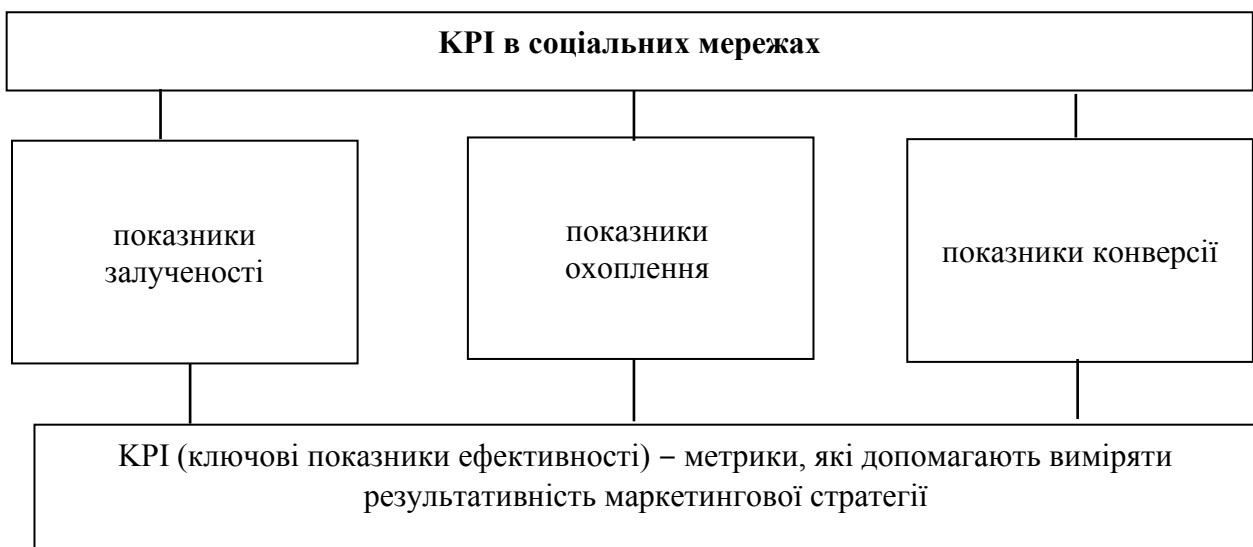 KPI в соціальних мережах
показники
залученості
показники
охоплення
показники конверсії
KPI (ключові показники ефективності) – метрики, які допомагають виміряти
результативність маркетингової стратегії